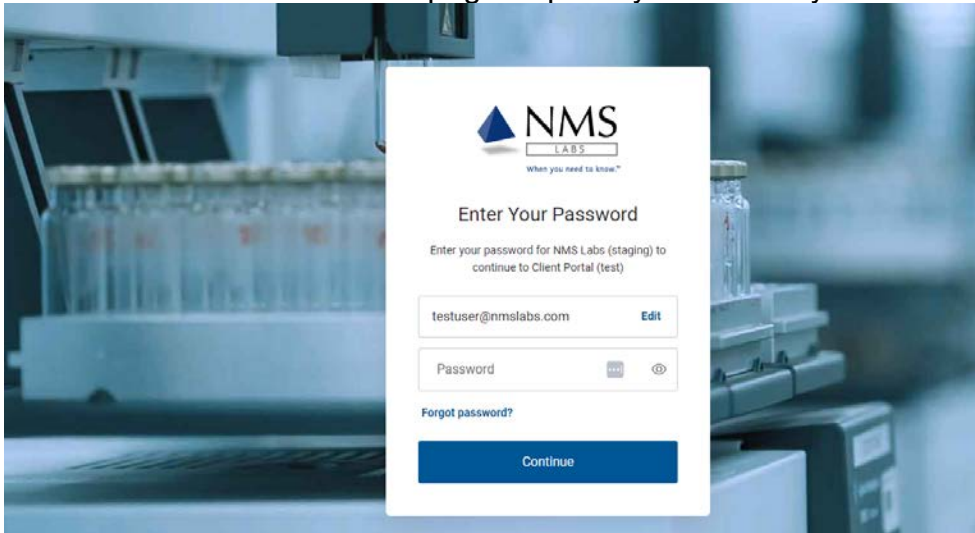 NMS
LABS
When you need to know.™
Enter Your Password
Enter your password for NMS Labs (staging) to
continue to Client Portal (test)
testuser@nmslabs.com Edit
Password
Forgot password?
Continue